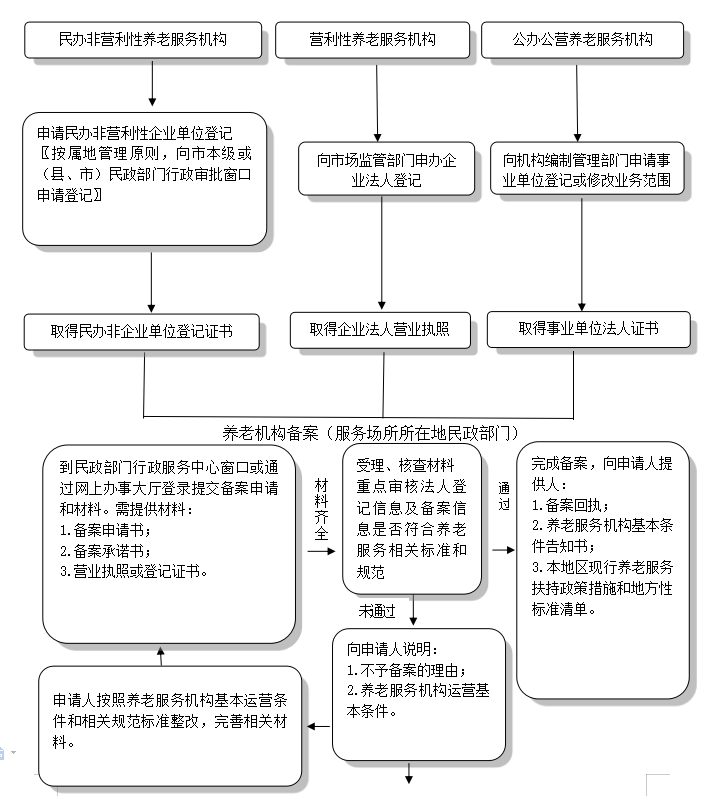 民办非营利性养老服务机构
营利性养老服务机构
公办公营养老服务机构
申请民办非营利性企业单位登记
〖按属地管理原则，向市本级或
（县、市）民政部门行政审批窗口
申请登记〗
向市场监管部门申办企
业法人登记
向机构编制管理部门申请事
业单位登记或修改业务范围
取得民办非企业单位登记证书
取得企业法人营业执照
取得事业单位法人证书
养老机构备案（服务场所所在地民政部门）
到民政部门行政服务中心窗口或通
过网上办事大厅登录提交备案申请
和材料。需提供材料：
1.备案申请书；
2.备案承诺书；
3.营业执照或登记证书。
材料齐全
受理、核查材料
重点审核法人登
记信息及备案信
息是否符合养老
服务相关标准和
规范
通过
完成备案，向申请人提
供人：
1.备案回执；
2.养老服务机构基本条
件告知书；
3.本地区现行养老服务
扶持政策措施和地方性
标准清单。
未通过
向申请人说明：
1.不予备案的理由；
2.养老服务机构运营基
本条件。
申请人按照养老服务机构基本运营条
件和相关规范标准整改，完善相关材
料。